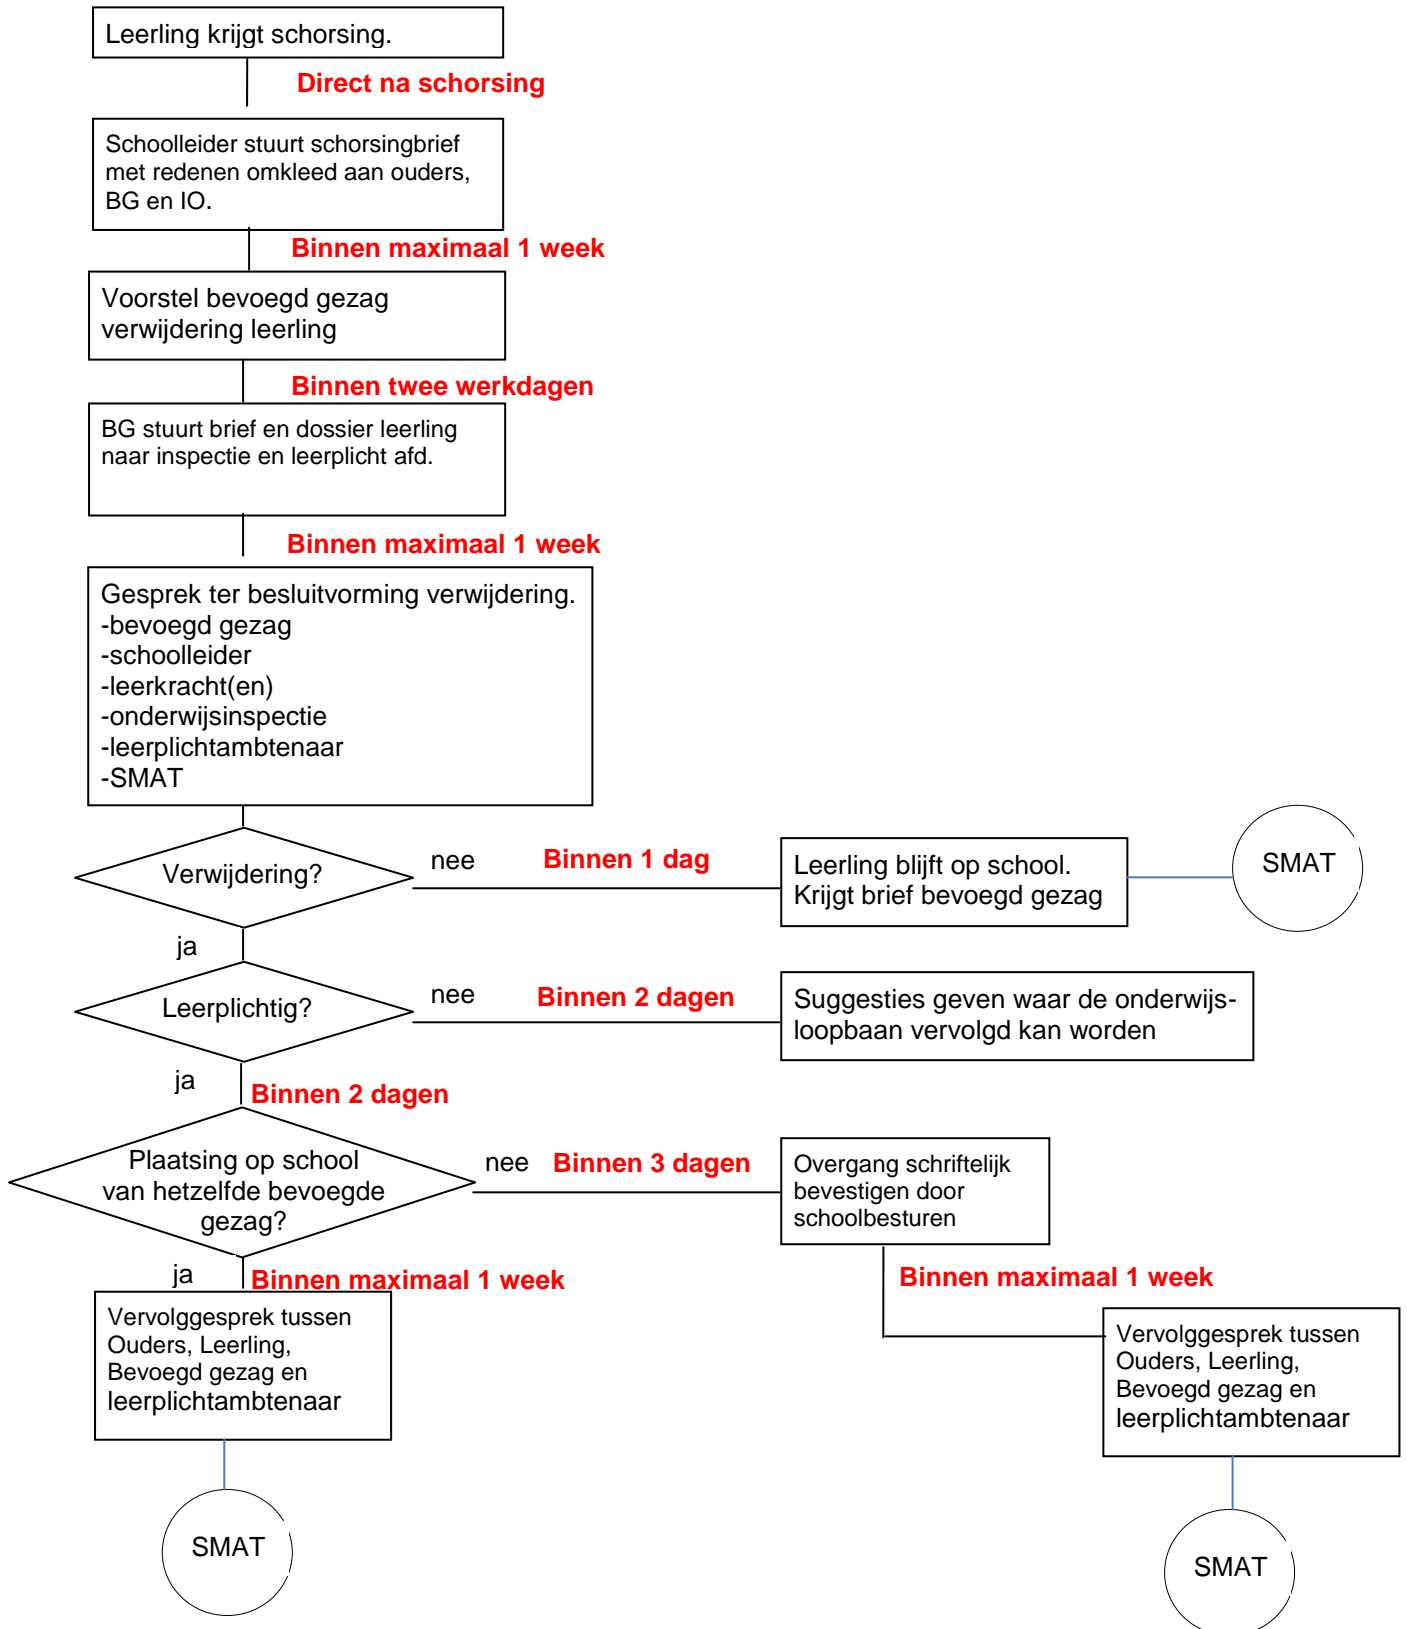 Leerling krijgt schorsing.
Direct na schorsing
Schoolleider stuurt schorsingbrief
met redenen omkleed aan ouders,
BG en IO.
Binnen maximaal 1 week
Voorstel bevoegd gezag
verwijdering leerling
Binnen twee werkdagen
BG stuurt brief en dossier leerling
naar inspectie en leerplicht afd.
Binnen maximaal 1 week
Gesprek ter besluitvorming verwijdering.
-bevoegd gezag
-schoolleider
-leerkracht(en)
-onderwijsinspectie
-leerplichtambtenaar
-SMAT
Verwijdering?
nee
Binnen 1 dag
Leerling blijft op school.
Krijgt brief bevoegd gezag
SMAT
ja
Leerplichtig?
nee
Binnen 2 dagen
Suggesties geven waar de onderwijs-
loopbaan vervolgd kan worden
ja
Binnen 2 dagen
Plaatsing op school
van hetzelfde bevoegde
gezag?
nee
Binnen 3 dagen
Overgang schriftelijk
bevestigen door
schoolbesturen
ja
Binnen maximaal 1 week
Binnen maximaal 1 week
Vervolggesprek tussen
Ouders, Leerling,
Bevoegd gezag en
leerplichtambtenaar
Vervolggesprek tussen
Ouders, Leerling,
Bevoegd gezag en
leerplichtambtenaar
SMAT
SMAT